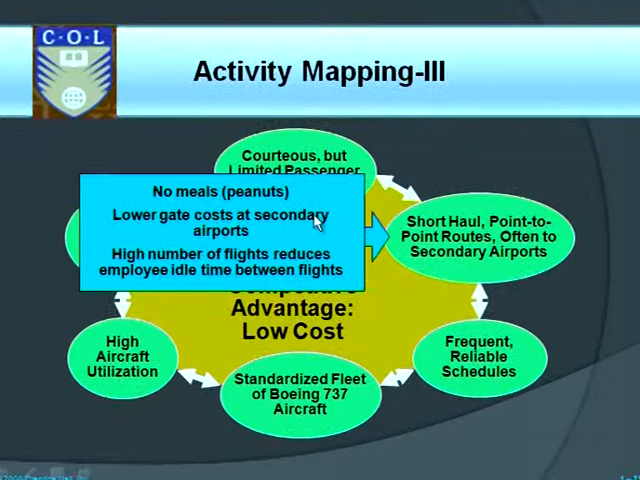 C·O·L
Activity Mapping-III
Courteous, but
Limited Passenger
No meals (peanuts)
Lower gate costs at secondary
airports
High number of flights reduces
employee idle time between flights
Short Haul, Point-to-
Point Routes, Often to
Secondary Airports
Advantage:
Low Cost
High
Aircraft
Utilization
Frequent,
Reliable
Schedules
Standardized Fleet
of Boeing 737
Aircraft